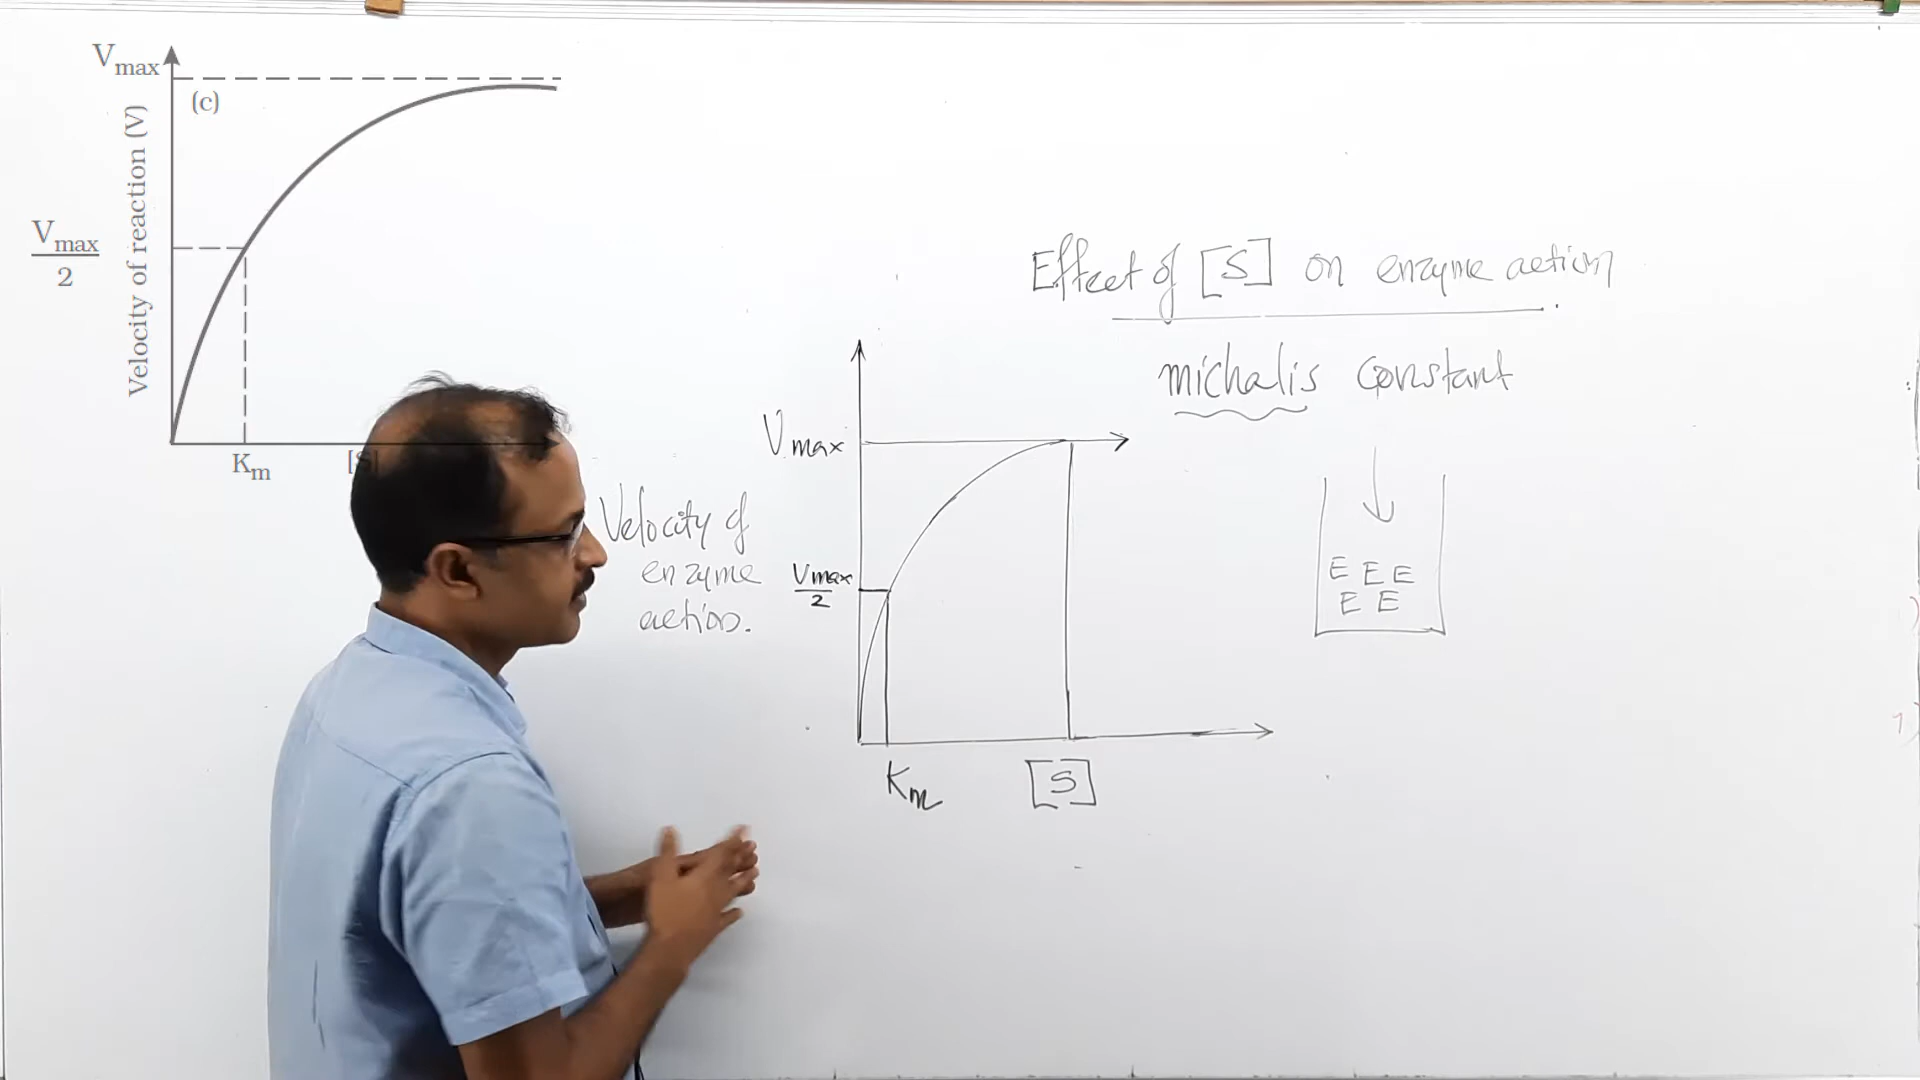 Vmax
(c)
Velocity of reaction (V)
Vmax
2
Km
[S]
Effect of [S] on enzyme action
michalis constant
Vmax
Velocity of
enzyme
action.
Vmax
2
Km
[S]
E E E
E E